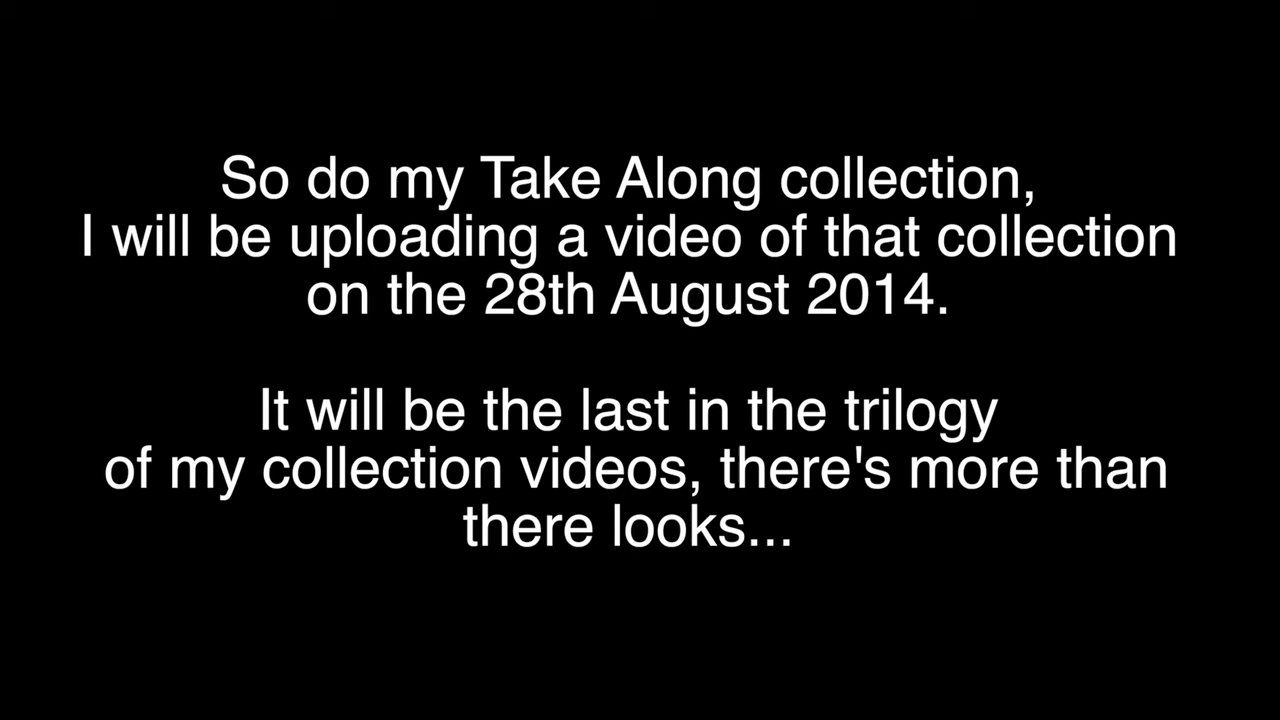 So do my Take Along collection,
I will be uploading a video of that collection
on the 28th August 2014.
It will be the last in the trilogy
of my collection videos, there's more than
there looks...